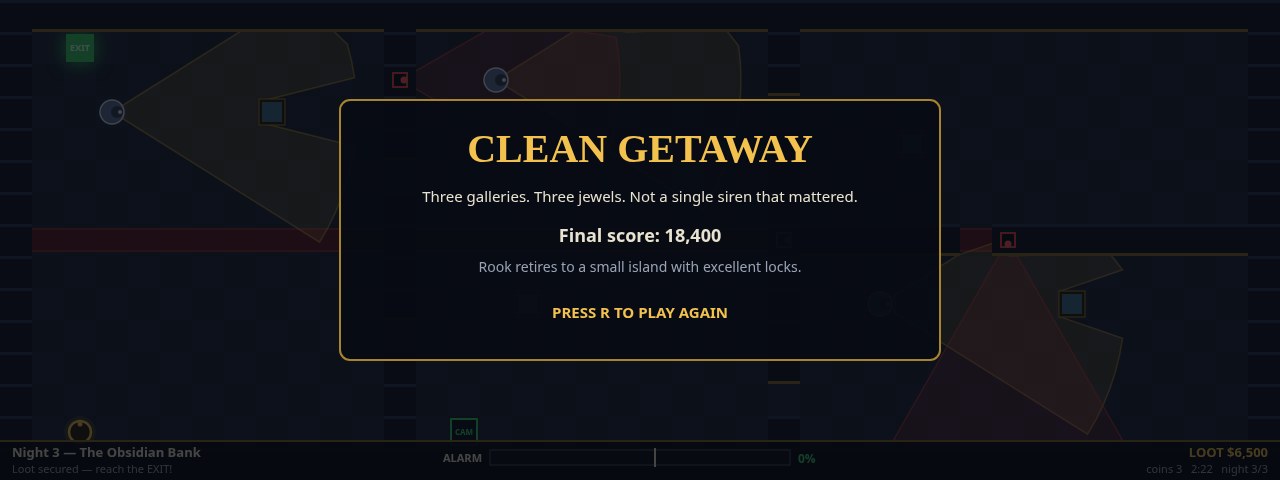 EXIT
CLEAN GETAWAY
Three galleries. Three jewels. Not a single siren that mattered.
Final score: 18,400
Rook retires to a small island with excellent locks.
PRESS R TO PLAY AGAIN
CAM
Night 3 — The Obsidian Bank
Loot secured — reach the EXIT!
ALARM
0%
LOOT $6,500
coins 3 2:22 night 3/3